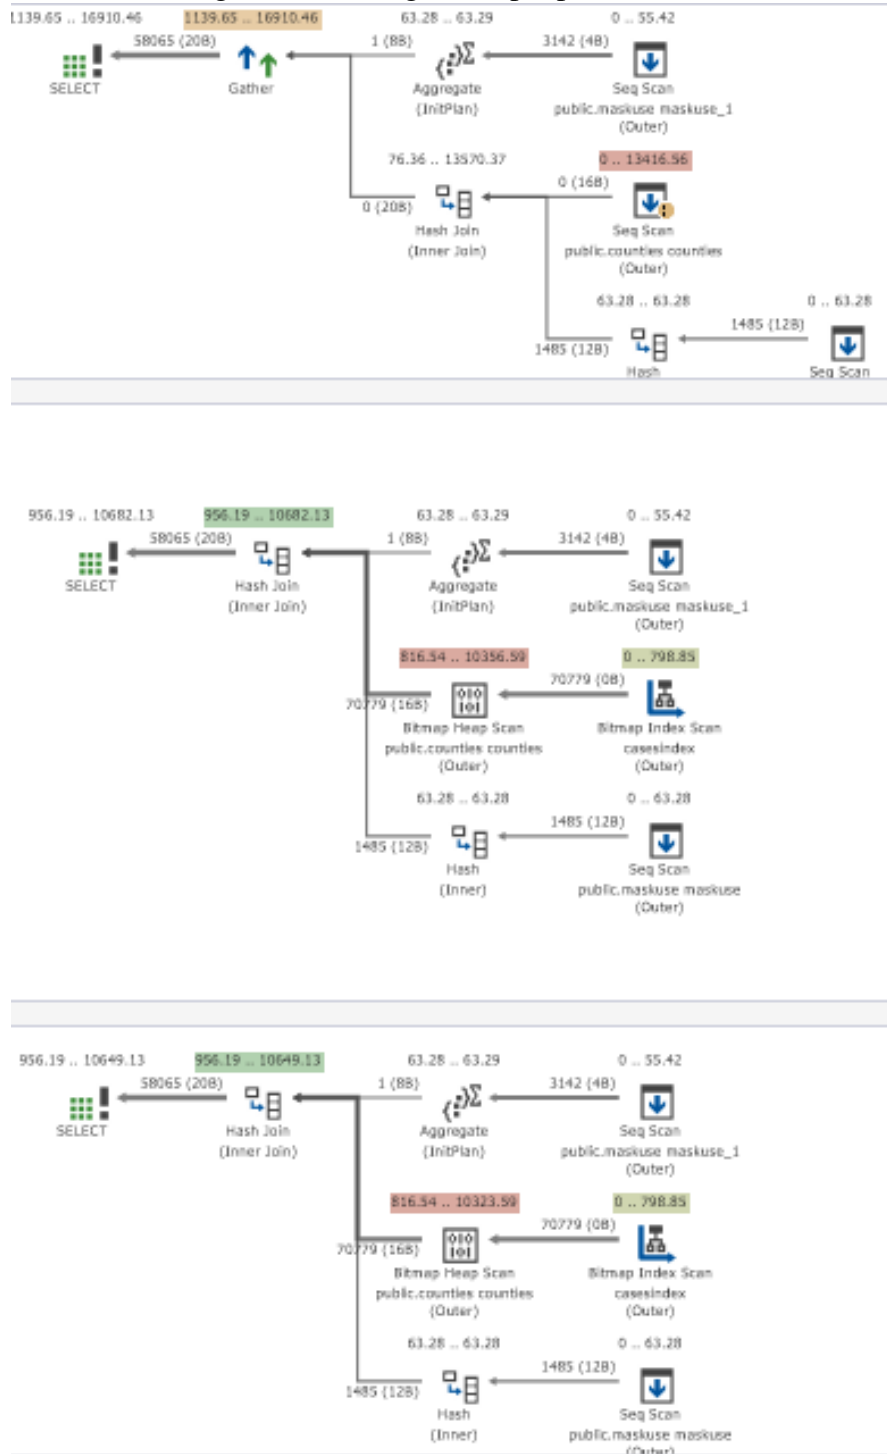 1139.65 .. 16910.46 1139.65 .. 16910.46 63.28 .. 63.29 0 .. 55.42
58065 (20B) 1 (8B) 3142 (4B)
SELECT Gather Aggregate Seq Scan
(InitPlan) public.maskuse maskuse_1
(Outer)
76.36 .. 13570.37 0 .. 13416.56
0 (20B) 0 (16B)
Hash Join Seq Scan
(Inner Join) public.counties counties
(Outer)
63.28 .. 63.28 0 .. 63.28
1485 (12B) 1485 (12B)
Hash Seq Scan
956.19 .. 10682.13 956.19 .. 10682.13 63.28 .. 63.29 0 .. 55.42
58065 (20B) 1 (8B) 3142 (4B)
SELECT Hash Join Aggregate Seq Scan
(Inner Join) (InitPlan) public.maskuse maskuse_1
(Outer)
816.54 .. 10356.59 0 .. 798.85
70779 (16B) 70779 (0B)
010
101
Bitmap Heap Scan Bitmap Index Scan
public.counties counties casesindex
(Outer) (Outer)
63.28 .. 63.28 0 .. 63.28
1485 (12B) 1485 (12B)
Hash Seq Scan
(Inner) public.maskuse maskuse
(Outer)
956.19 .. 10649.13 956.19 .. 10649.13 63.28 .. 63.29 0 .. 55.42
58065 (20B) 1 (8B) 3142 (4B)
SELECT Hash Join Aggregate Seq Scan
(Inner Join) (InitPlan) public.maskuse maskuse_1
(Outer)
816.54 .. 10323.59 0 .. 798.85
70779 (16B) 70779 (0B)
010
101
Bitmap Heap Scan Bitmap Index Scan
public.counties counties casesindex
(Outer) (Outer)
63.28 .. 63.28 0 .. 63.28
1485 (12B) 1485 (12B)
Hash Seq Scan
(Inner) public.maskuse maskuse
(Outer)